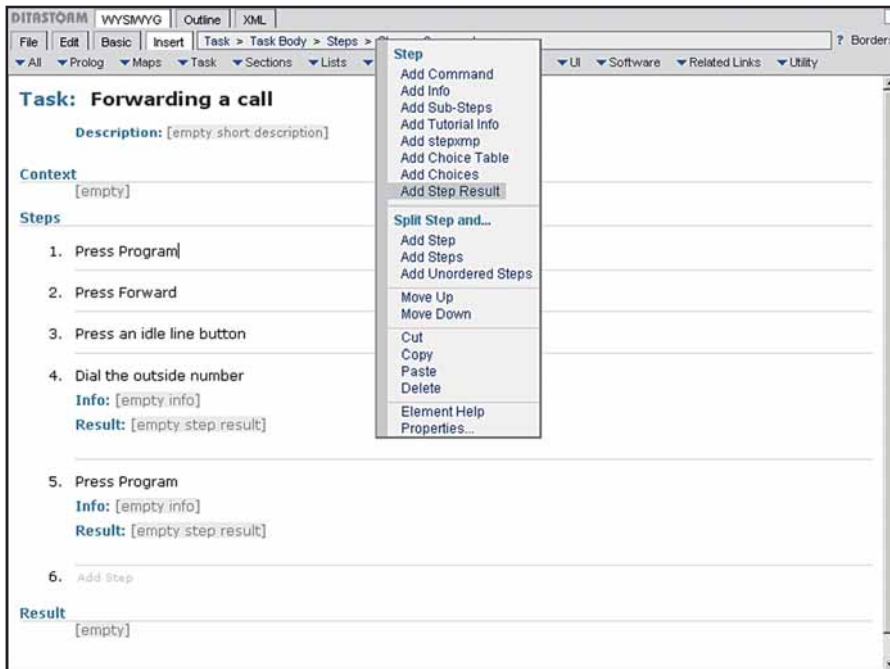 DITASTORM WYSIWYG Outline XML
File Edit Basic Insert Task > Task Body > Steps > ? Borders
All Prolog Maps Task Sections Lists UI Software Related Links Utility
Step
Add Command
Add Info
Add Sub-Steps
Add Tutorial Info
Add stepxmp
Add Choice Table
Add Choices
Add Step Result
Split Step and...
Add Step
Add Steps
Add Unordered Steps
Move Up
Move Down
Cut
Copy
Paste
Delete
Element Help
Properties...
Task: Forwarding a call
Description: [empty short description]
Context
[empty]
Steps
1. Press Program
2. Press Forward
3. Press an idle line button
4. Dial the outside number
Info: [empty info]
Result: [empty step result]
5. Press Program
Info: [empty info]
Result: [empty step result]
6. Add Step
Result
[empty]